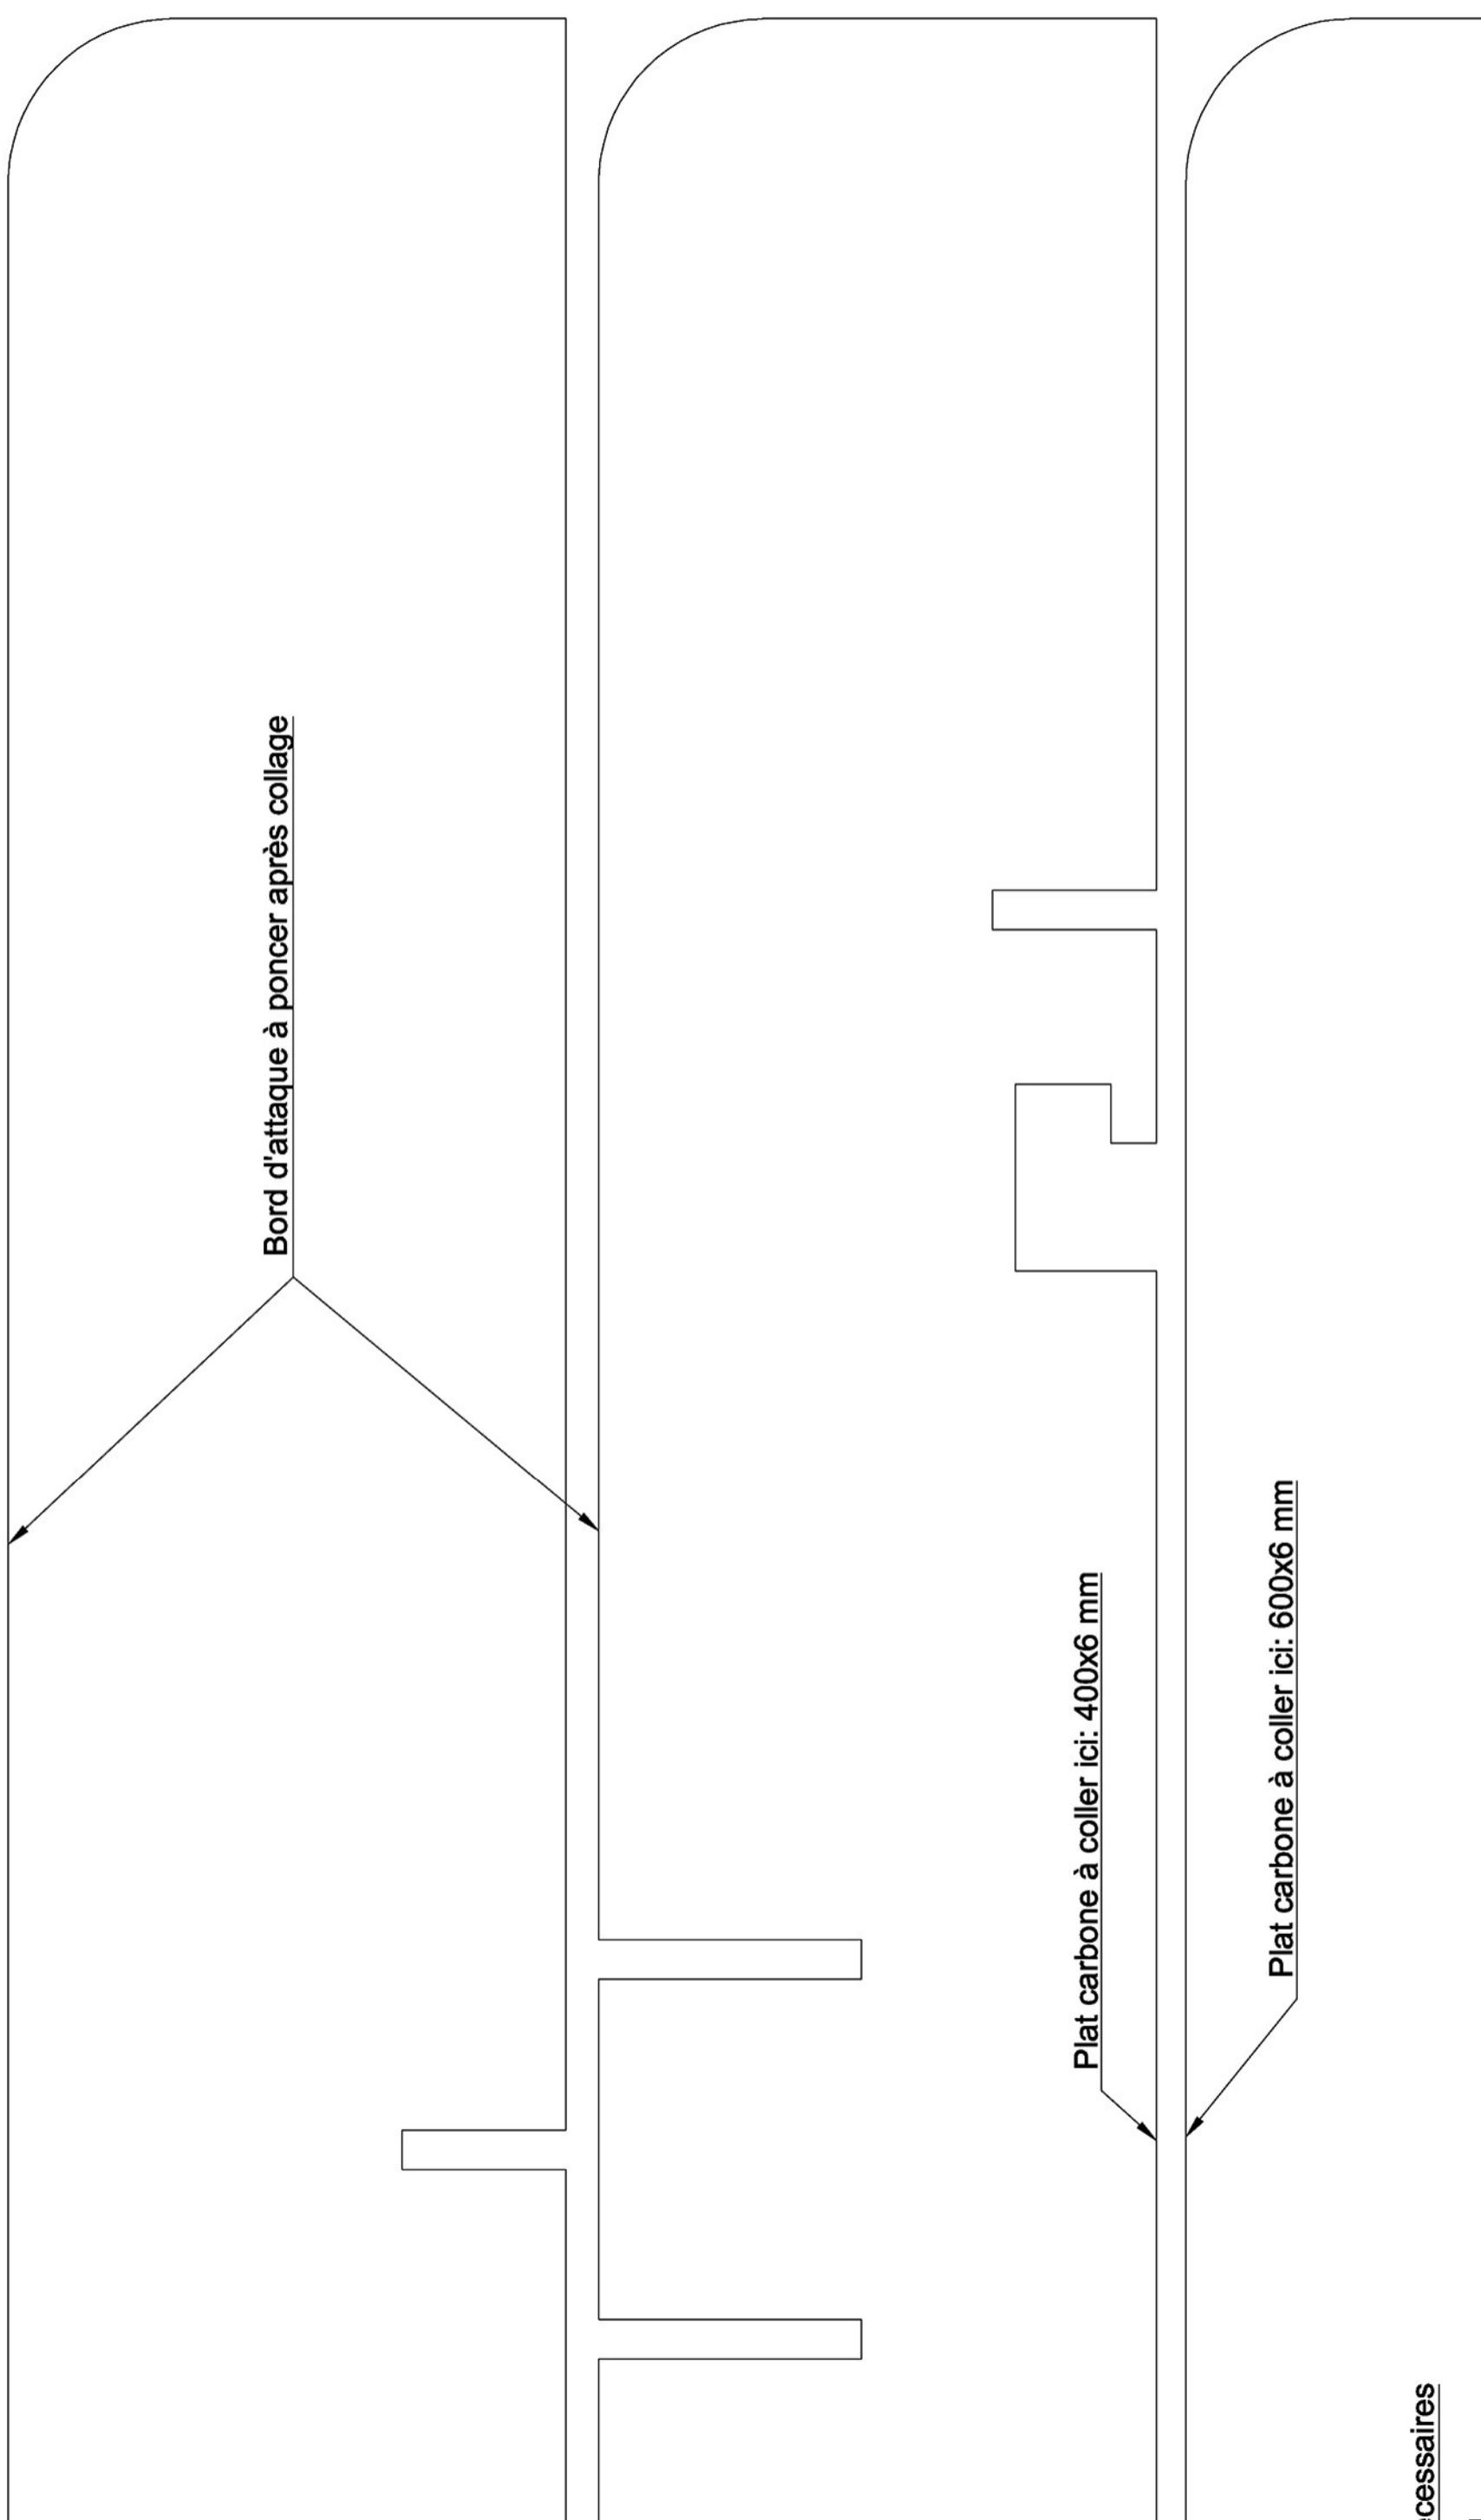 Bord d'attaque à poncer après collage
Plat carbone à coller ici: 400x6 mm
Plat carbone à coller ici: 600x6 mm
cessaires